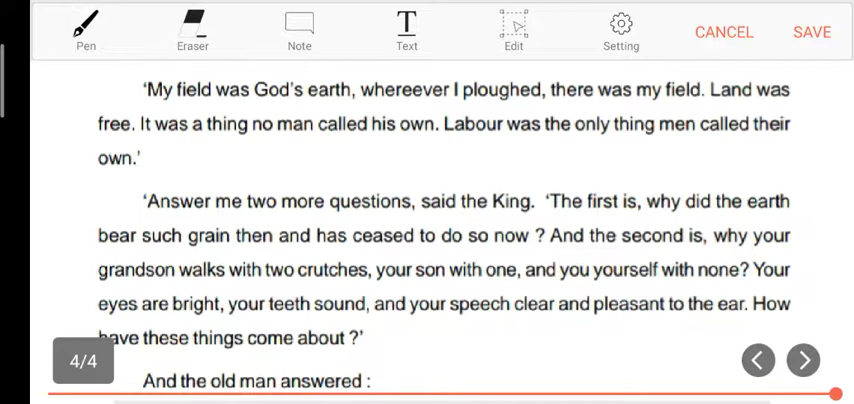 Pen Eraser Note Text Edit Setting CANCEL SAVE
'My field was God's earth, whereever I ploughed, there was my field. Land was
free. It was a thing no man called his own. Labour was the only thing men called their
own.'
'Answer me two more questions, said the King. 'The first is, why did the earth
bear such grain then and has ceased to do so now ? And the second is, why your
grandson walks with two crutches, your son with one, and you yourself with none? Your
eyes are bright, your teeth sound, and your speech clear and pleasant to the ear. How
have these things come about ?'
4/4
And the old man answered :